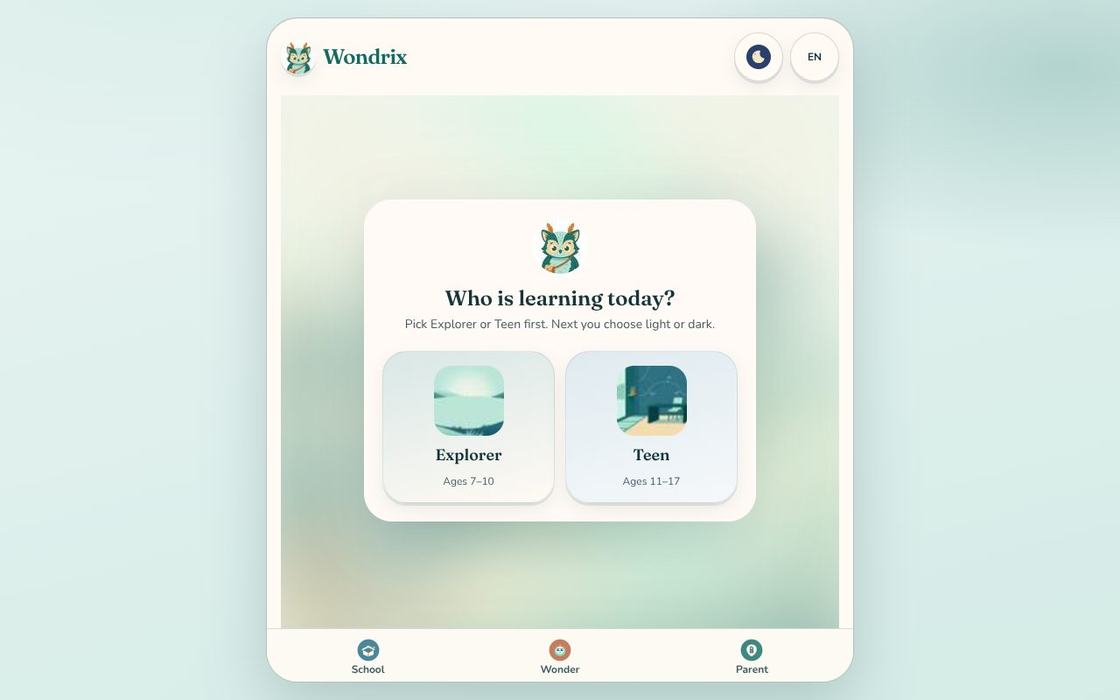 Wondrix
EN
Who is learning today?
Pick Explorer or Teen first. Next you choose light or dark.
Explorer
Ages 7–10
Teen
Ages 11–17
School
Wonder
Parent